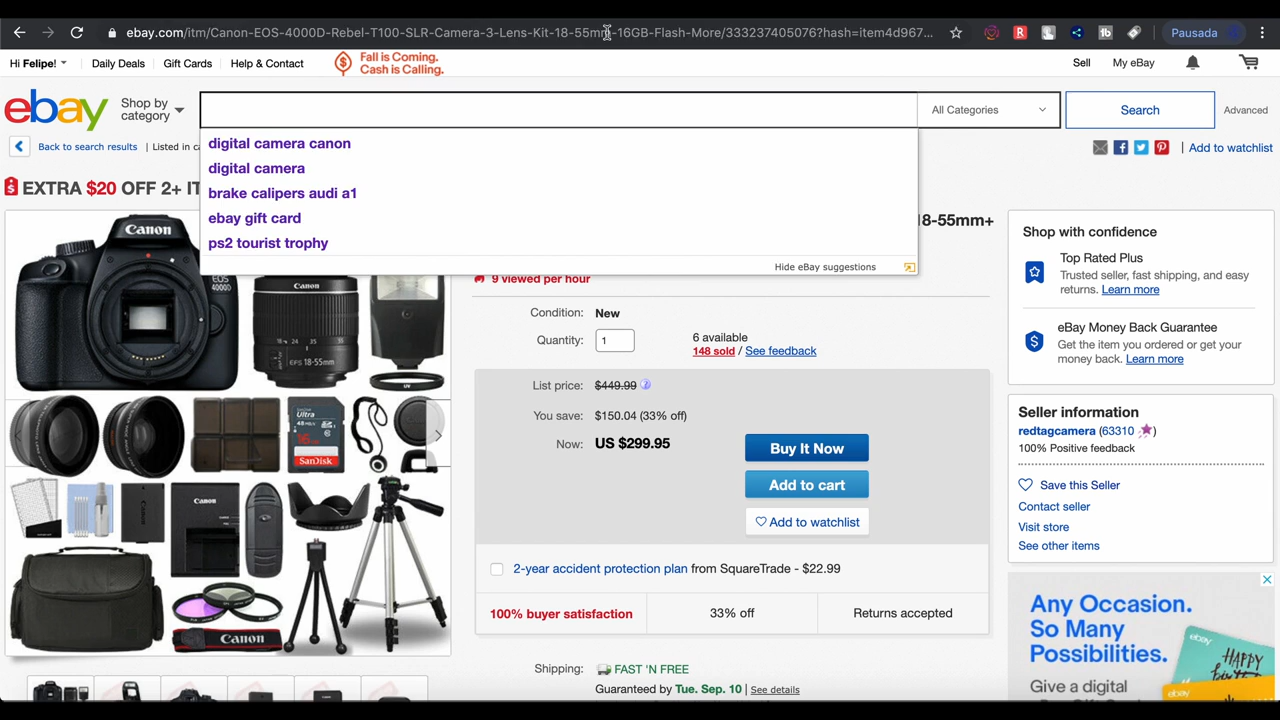 ebay.com/itm/Canon-EOS-4000D-Rebel-T100-SLR-Camera-3-Lens-Kit-18-55mm-16GB-Flash-More/333237405076?hash=item4d967...
Pausada
Hi Felipe!
Daily Deals
Gift Cards
Help & Contact
Fall is Coming.
Cash is Calling.
Sell
My eBay
ebay
Shop by
category
All Categories
Search
Advanced
digital camera canon
digital camera
brake calipers audi a1
ebay gift card
ps2 tourist trophy
Hide eBay suggestions
Back to search results
| Listed in
| Add to watchlist
EXTRA $20 OFF 2+
18-55mm+
9 viewed per hour
Condition: New
Quantity: 1
6 available
148 sold / See feedback
List price: $449.99
You save: $150.04 (33% off)
Now: US $299.95
Buy It Now
Add to cart
Add to watchlist
2-year accident protection plan from SquareTrade - $22.99
100% buyer satisfaction
33% off
Returns accepted
Shipping: FAST 'N FREE
Guaranteed by Tue. Sep. 10 | See details
Shop with confidence
Top Rated Plus
Trusted seller, fast shipping, and easy
returns. Learn more
eBay Money Back Guarantee
Get the item you ordered or get your
money back. Learn more
Seller information
redtagcamera (63310)
100% Positive feedback
Save this Seller
Contact seller
Visit store
See other items
Any Occasion.
So Many
Possibilities.
Give a digital
ebay
HAPPY
ebay
Canon
EOS
4000D
Canon
EFS 18-55mm
UV
SanDisk
Ultra
16
Canon
Canon